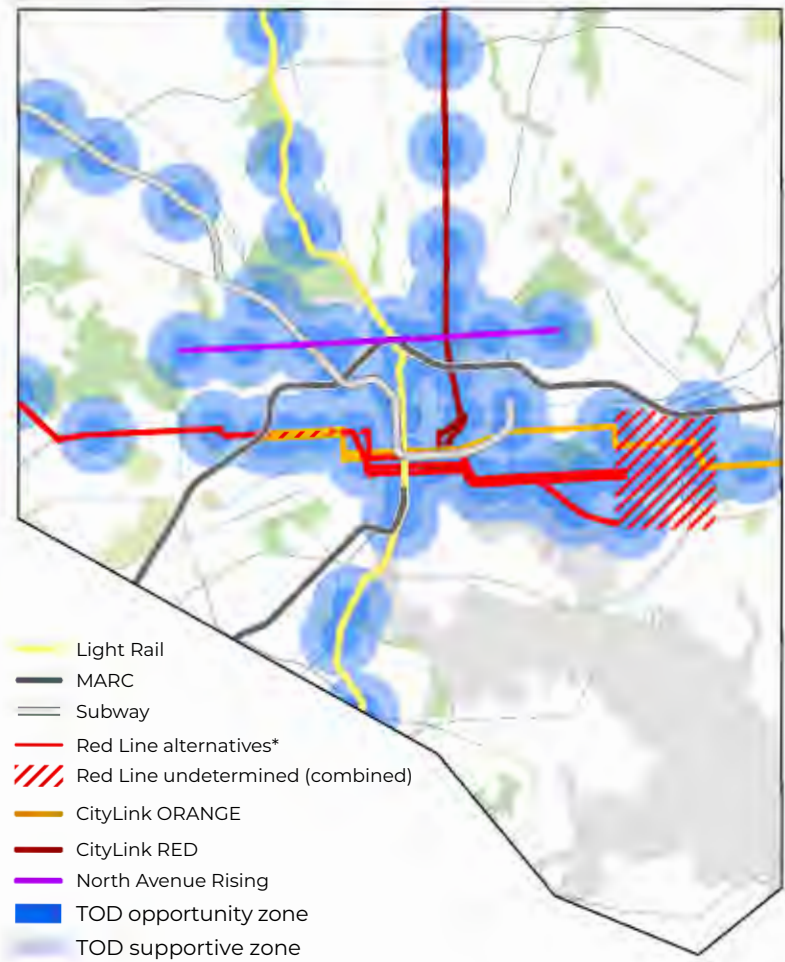 Light Rail
MARC
Subway
Red Line alternatives*
Red Line undetermined (combined)
CityLink ORANGE
CityLink RED
North Avenue Rising
TOD opportunity zone
TOD supportive zone